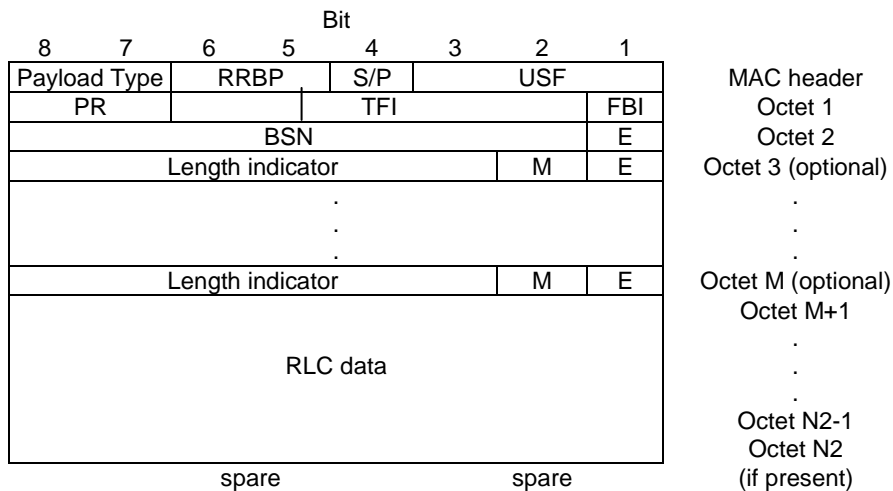 Bit
8 7 6 5 4 3 2 1
Payload Type RRBP S/P USF MAC header
PR TFI FBI Octet 1
BSN E Octet 2
Length indicator M E Octet 3 (optional)
. .
. .
. .
Length indicator M E Octet M (optional)
Octet M+1
.
RLC data .
.
Octet N2-1
Octet N2
spare spare (if present)